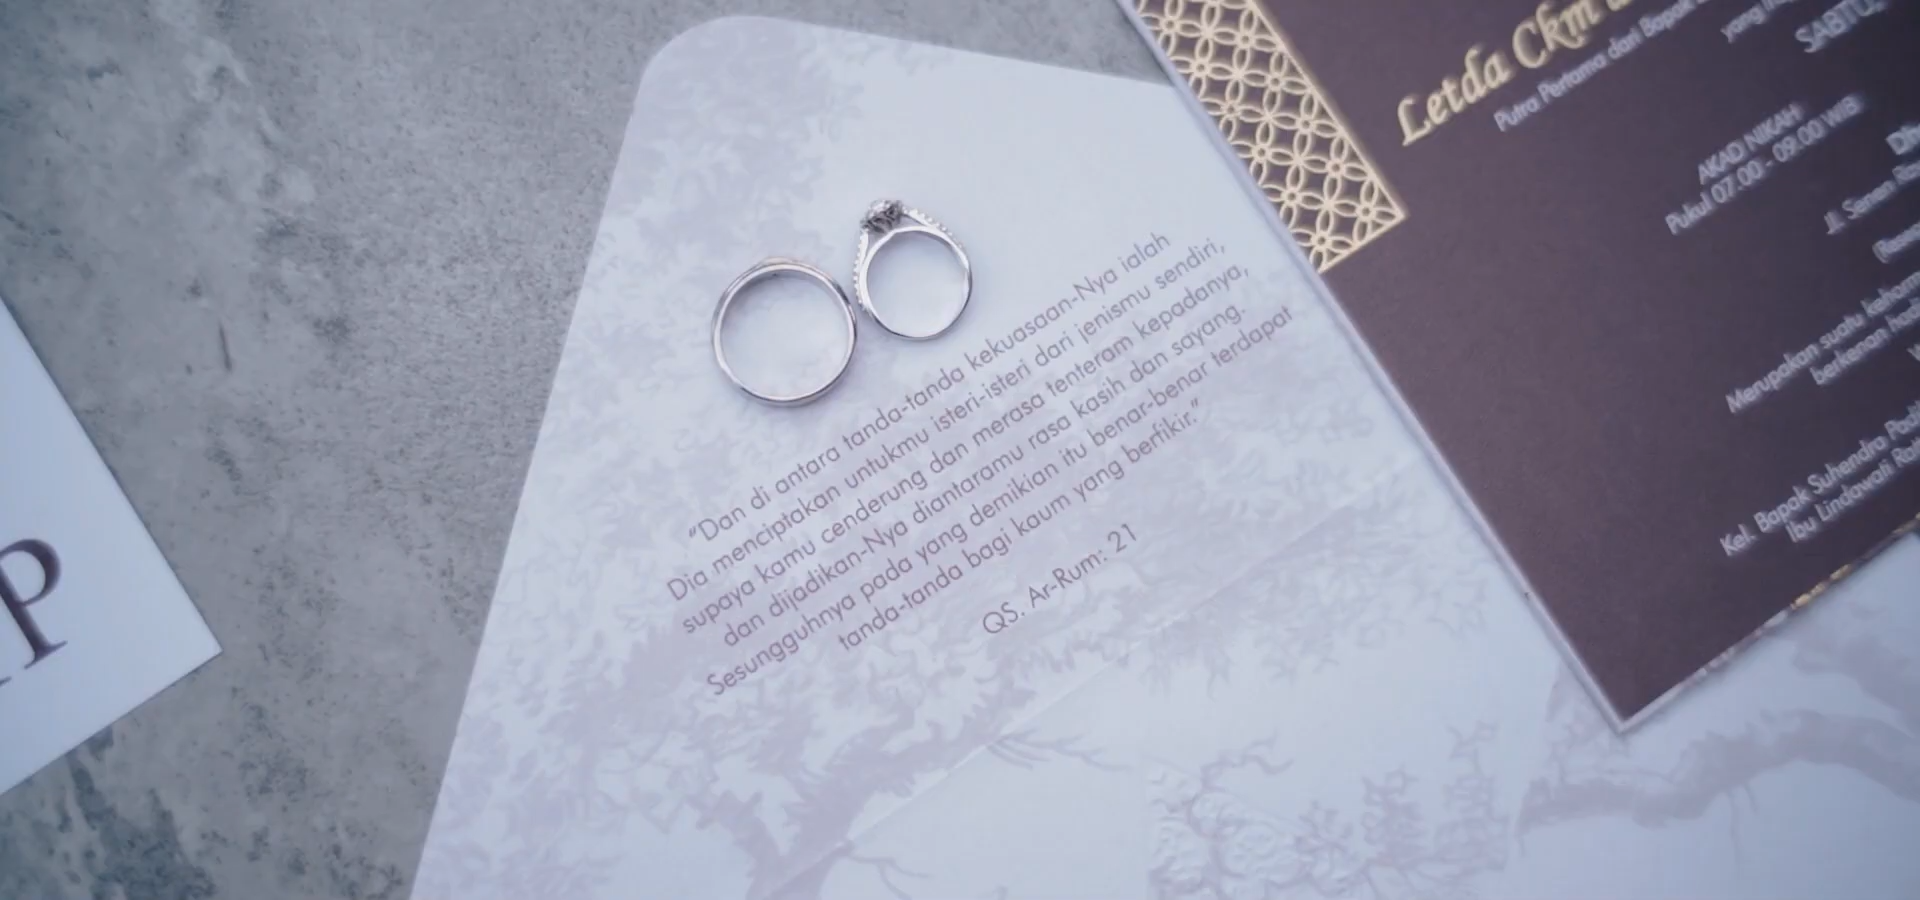 P
"Dan di antara tanda-tanda kekuasaan-Nya ialah
Dia menciptakan untukmu isteri-isteri dari jenismu sendiri,
supaya kamu cenderung dan merasa tenteram kepadanya,
dan dijadikan-Nya diantaramu rasa kasih dan sayang.
Sesungguhnya pada yang demikian itu benar-benar terdapat
tanda-tanda bagi kaum yang berfikir."
QS. Ar-Rum: 21
Letda Ckm
Putra Pertama dari Bapak
yang
SABTU,
AKAD NIKAH
Pukul 07.00 - 09.00 WIB
Jl. Senen
Merupakan suatu
berkenan
Kel. Bapak Suhendra
Ibu Lindawati